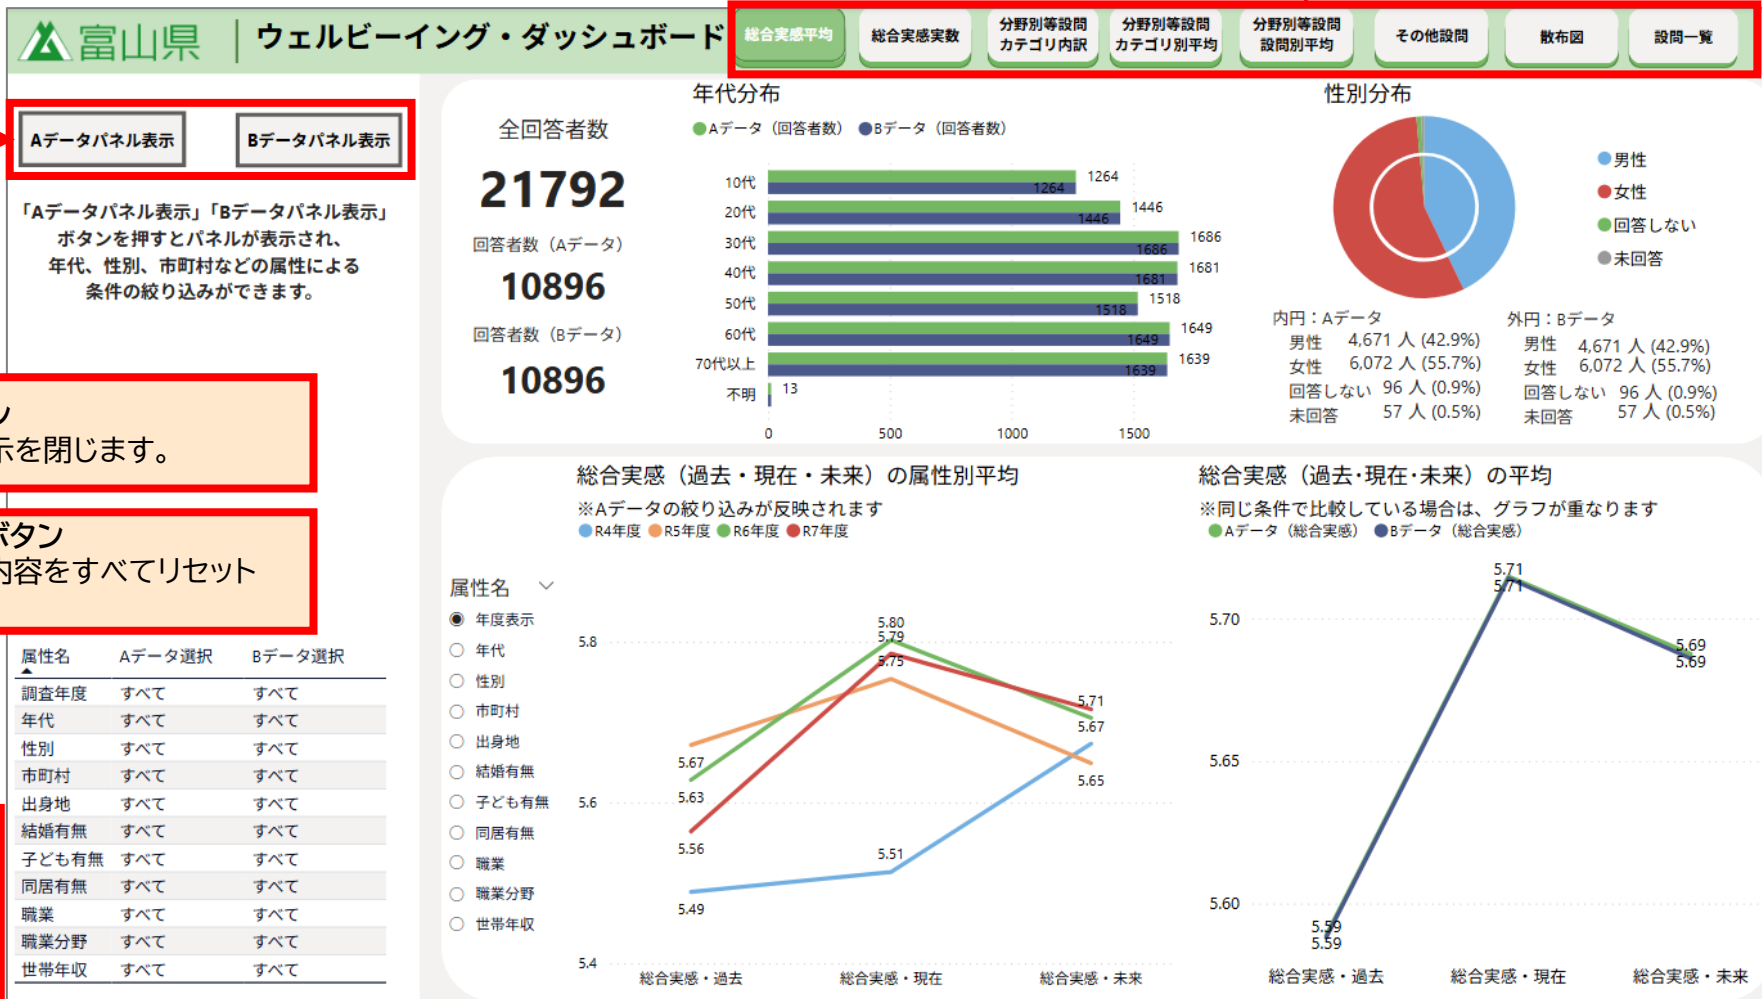 富山県
ウェルビーイング・ダッシュボード
総合実感平均
総合実感実数
分野別等設問
カテゴリ内訳
分野別等設問
カテゴリ別平均
分野別等設問
設問別平均
その他設問
散布図
設問一覧
Aデータパネル表示
Bデータパネル表示
「Aデータパネル表示」「Bデータパネル表示」
ボタンを押すとパネルが表示され、
年代、性別、市町村などの属性による
条件の絞り込みができます。
ン
示を閉じます。
ボタン
内容をすべてリセット
属性名 Aデータ選択 Bデータ選択
調査年度 すべて すべて
年代 すべて すべて
性別 すべて すべて
市町村 すべて すべて
出身地 すべて すべて
結婚有無 すべて すべて
子ども有無 すべて すべて
同居有無 すべて すべて
職業 すべて すべて
職業分野 すべて すべて
世帯年収 すべて すべて
全回答者数
21792
回答者数（Aデータ）
10896
回答者数（Bデータ）
10896
年代分布
Aデータ（回答者数） Bデータ（回答者数）
10代 1264 1264
20代 1446 1446
30代 1686 1686
40代 1681 1681
50代 1518 1518
60代 1649 1649
70代以上 1639 1639
不明 13
0 500 1000 1500
性別分布
男性
女性
回答しない
未回答
内円：Aデータ
男性 4,671 人 (42.9%)
女性 6,072 人 (55.7%)
回答しない 96 人 (0.9%)
未回答 57 人 (0.5%)
外円：Bデータ
男性 4,671 人 (42.9%)
女性 6,072 人 (55.7%)
回答しない 96 人 (0.9%)
未回答 57 人 (0.5%)
総合実感（過去・現在・未来）の属性別平均
※Aデータの絞り込みが反映されます
R4年度 R5年度 R6年度 R7年度
属性名
年度表示
年代
性別
市町村
出身地
結婚有無
子ども有無
同居有無
職業
職業分野
世帯年収
5.8
5.6
5.4
5.67
5.63
5.56
5.49
5.80
5.79
5.75
5.51
5.71
5.67
5.65
総合実感・過去 総合実感・現在 総合実感・未来
総合実感（過去･現在･未来）の平均
※同じ条件で比較している場合は、グラフが重なります
Aデータ（総合実感） Bデータ（総合実感）
5.70
5.65
5.60
5.71
5.71
5.69
5.69
5.59
5.59
総合実感・過去 総合実感・現在 総合実感・未来